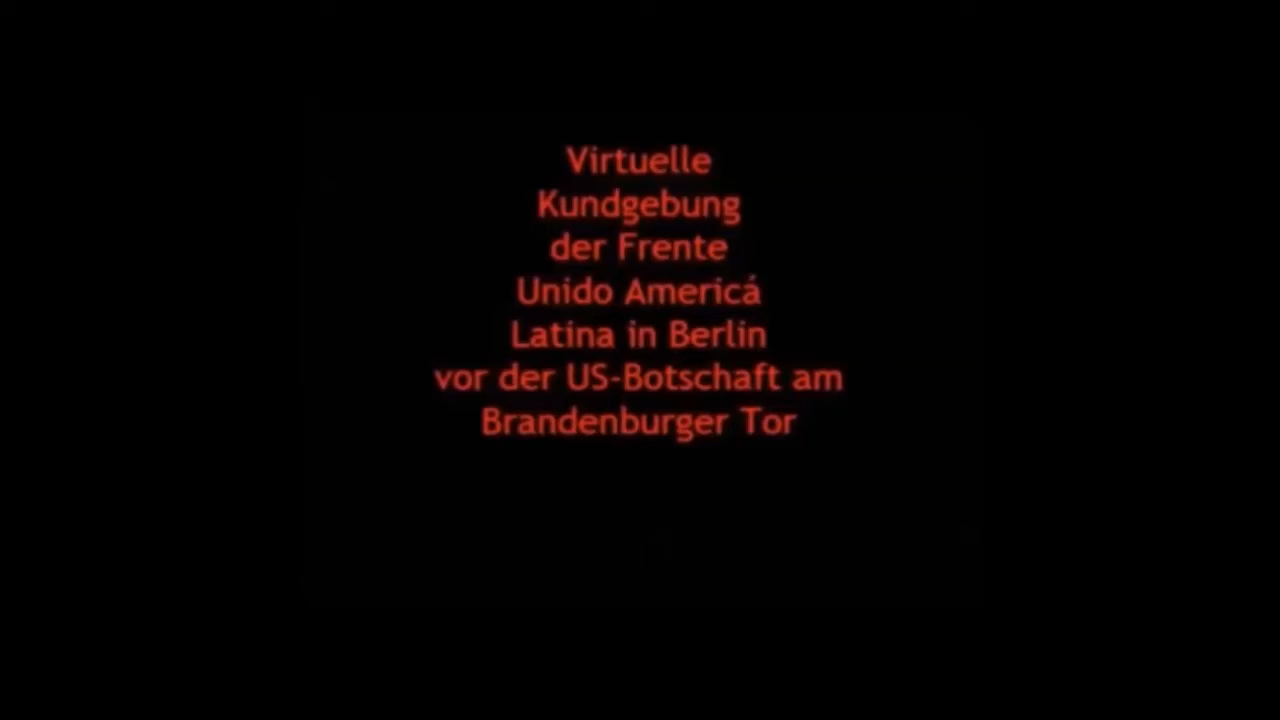 Virtuelle
Kundgebung
der Frente
Unido Americá
Latina in Berlin
vor der US-Botschaft am
Brandenburger Tor